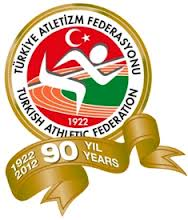 TÜRKİYE ATLETİZM FEDERASYONU
1922
TURKISH ATHLETIC FEDERATION
1922 90 YIL
2012 YEARS